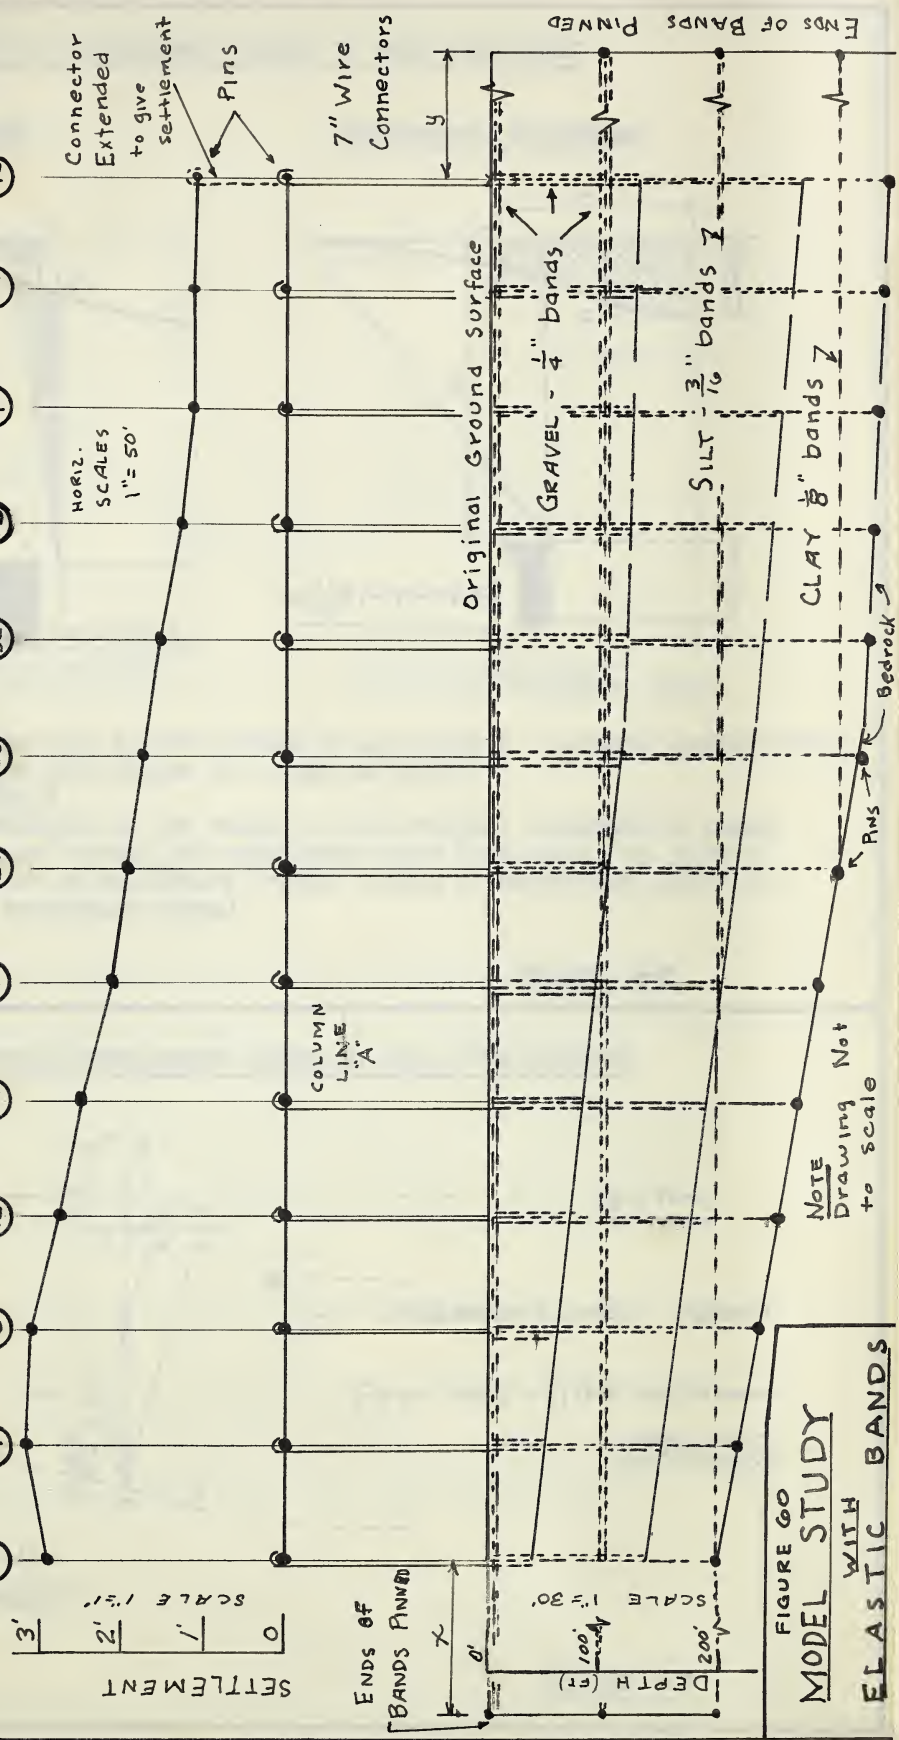 Connector
Extended
to give
settlement
Pins
7" Wire
Connectors
HORIZ.
SCALES
1"= 50'
COLUMN
LINE
"A"
SETTLEMENT
3'
2'
1'
0
SCALE 1"=1'
ENDS OF
BANDS PINNED
x
y
Original Ground Surface
GRAVEL - 1/4" bands
SILT - 3/16" bands
CLAY 1/8" bands
ENDS OF BANDS PINNED
DEPTH (FT)
0'
100'
200'
SCALE 1"=30'
PINS
Bedrock
NOTE
Drawing Not
to scale
FIGURE 60
MODEL STUDY
WITH
ELASTIC BANDS